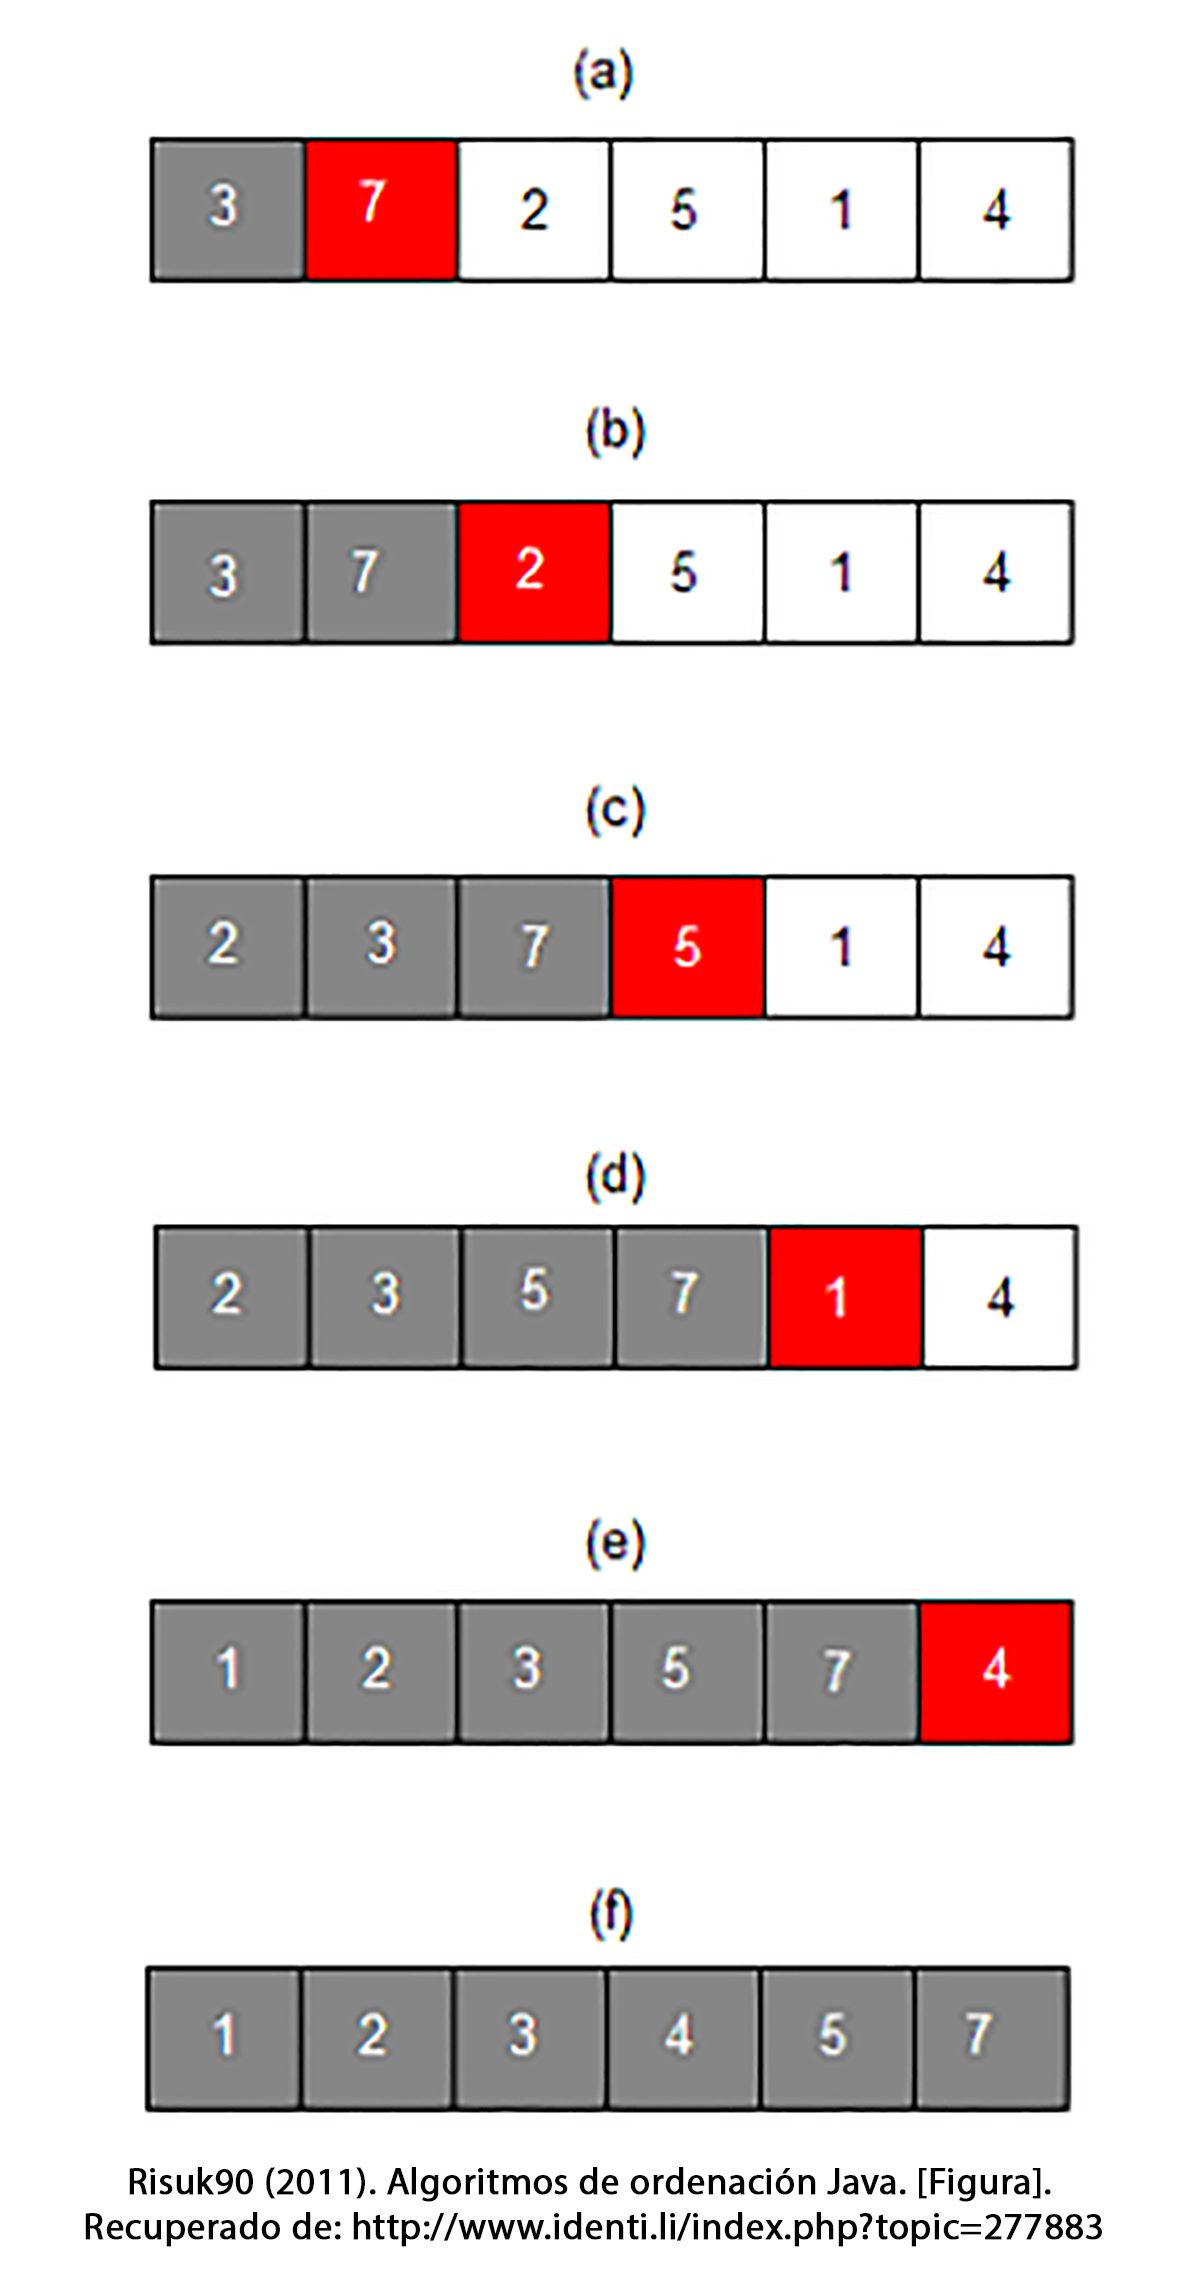 (a)
3 7 2 5 1 4
(b)
3 7 2 5 1 4
(c)
2 3 7 5 1 4
(d)
2 3 5 7 1 4
(e)
1 2 3 5 7 4
(f)
1 2 3 4 5 7
Risuk90 (2011). Algoritmos de ordenación Java. [Figura].
Recuperado de: http://www.identi.li/index.php?topic=277883